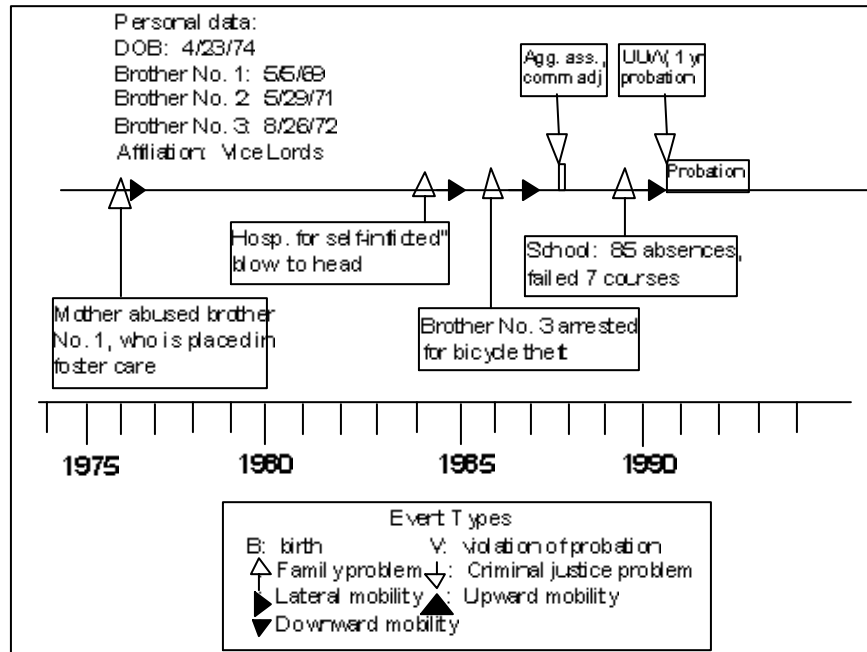 Personal data:
DOB: 4/23/74
Brother No. 1: 5/5/69
Brother No. 2: 5/29/71
Brother No. 3: 8/26/72
Affiliation: Vice Lords
Agg. ass.,
comm adj
UUW( 1 yr
probation
Probation
Hosp. for self-inflicted"
blow to head
School: 85 absences,
failed 7 courses
Mother abused brother
No. 1, who is placed in
foster care
Brother No. 3 arrested
for bicycle theft
1975 1980 1985 1990
Event Types
B: birth V: violation of probation
Family problem : Criminal justice problem
Lateral mobility : Upward mobility
Downward mobility